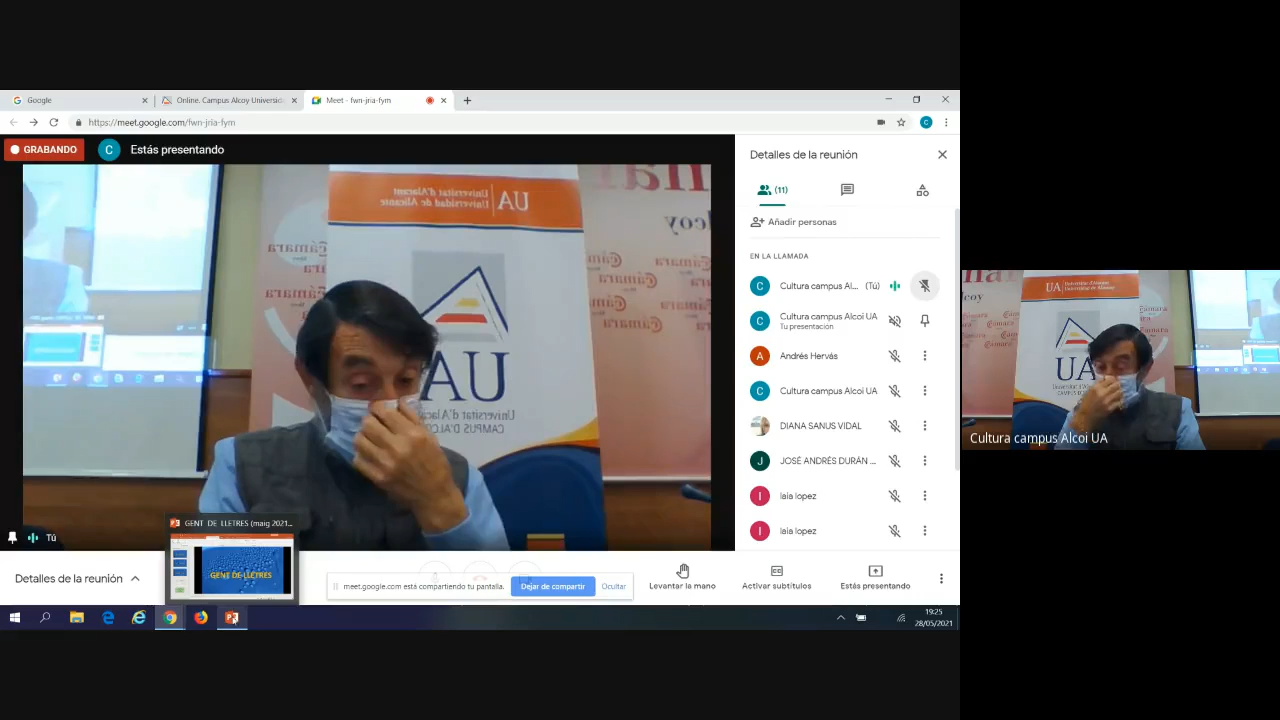 Google
Online. Campus Alcoy Universida
Meet - fwn-jria-fym
https://meet.google.com/fwn-jria-fym
GRABANDO
C
Estás presentando
Detalles de la reunión
(11)
Añadir personas
EN LA LLAMADA
C Cultura campus Al... (Tú)
C Cultura campus Alcoi UA
Tu presentación
A Andrés Hervás
C Cultura campus Alcoi UA
DIANA SANUS VIDAL
J JOSÉ ANDRÉS DURÁN ...
I laia lopez
I laia lopez
UA Universitat d'Alacant
Universidad de Alicante
Cámara
Alcoy
UA
Universitat d'Alacant
CAMPUS D'ALCOI
Tú
GENT DE LLETRES (maig 2021...
GENT DE LLETRES
Detalles de la reunión
meet.google.com está compartiendo tu pantalla.
Dejar de compartir
Ocultar
Levantar la mano
Activar subtítulos
Estás presentando
19:25
28/05/2021
Cultura campus Alcoi UA